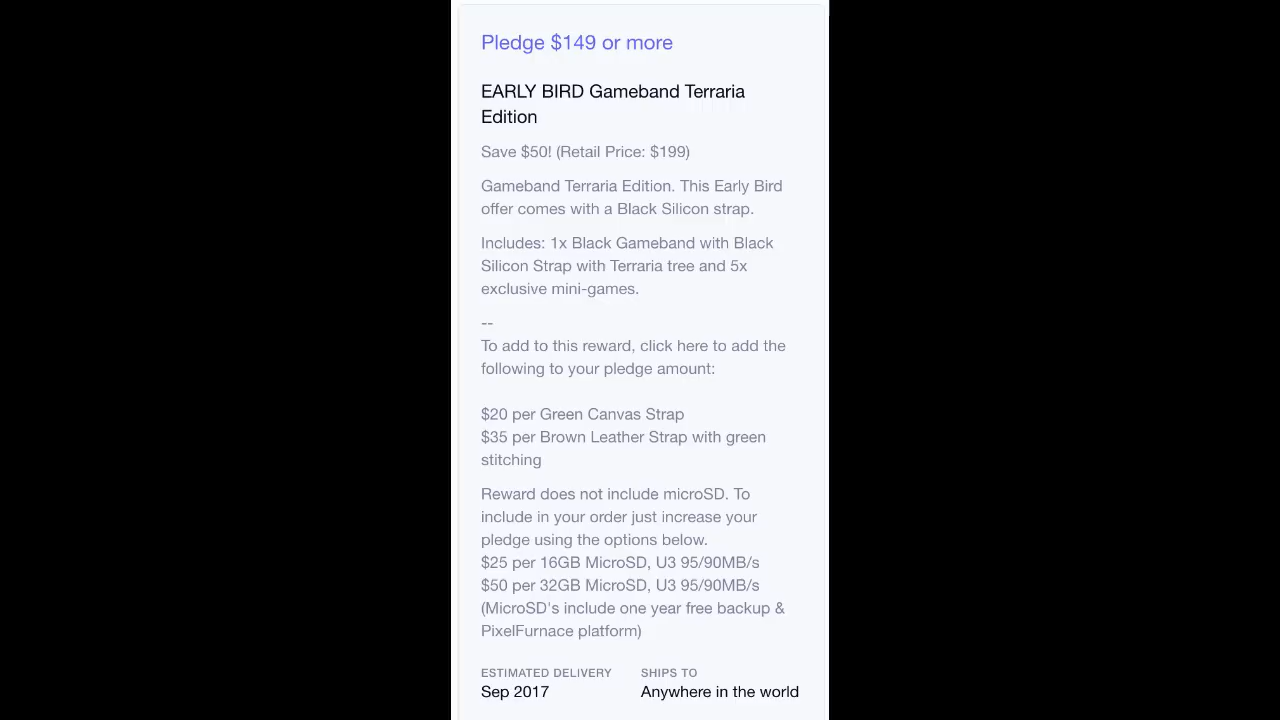 Pledge $149 or more
EARLY BIRD Gameband Terraria
Edition
Save $50! (Retail Price: $199)
Gameband Terraria Edition. This Early Bird
offer comes with a Black Silicon strap.
Includes: 1x Black Gameband with Black
Silicon Strap with Terraria tree and 5x
exclusive mini-games.
--
To add to this reward, click here to add the
following to your pledge amount:
$20 per Green Canvas Strap
$35 per Brown Leather Strap with green
stitching
Reward does not include microSD. To
include in your order just increase your
pledge using the options below.
$25 per 16GB MicroSD, U3 95/90MB/s
$50 per 32GB MicroSD, U3 95/90MB/s
(MicroSD's include one year free backup &
PixelFurnace platform)
ESTIMATED DELIVERY SHIPS TO
Sep 2017 Anywhere in the world